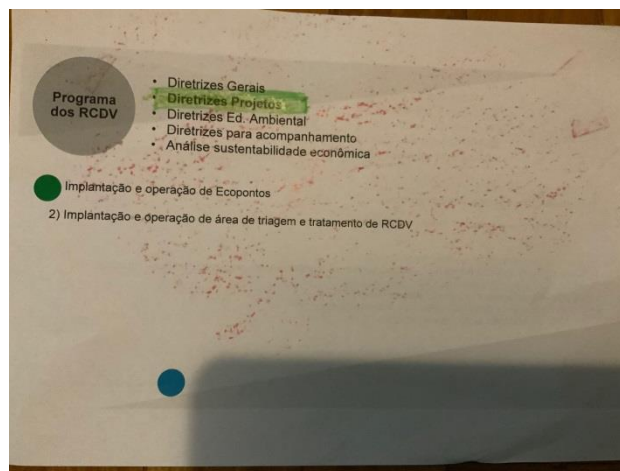 Programa
dos RCDV
• Diretrizes Gerais
• Diretrizes Projetos
• Diretrizes Ed. Ambiental
• Diretrizes para acompanhamento
• Análise sustentabilidade econômica
Implantação e operação de Ecopontos
2) Implantação e operação de área de triagem e tratamento de RCDV